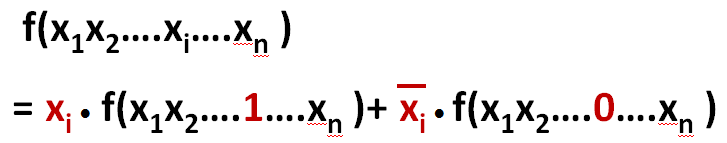 f(x₁x₂....xᵢ....xₙ )
= xᵢ • f(x₁x₂....1....xₙ )+ x̅ᵢ • f(x₁x₂....0....xₙ )